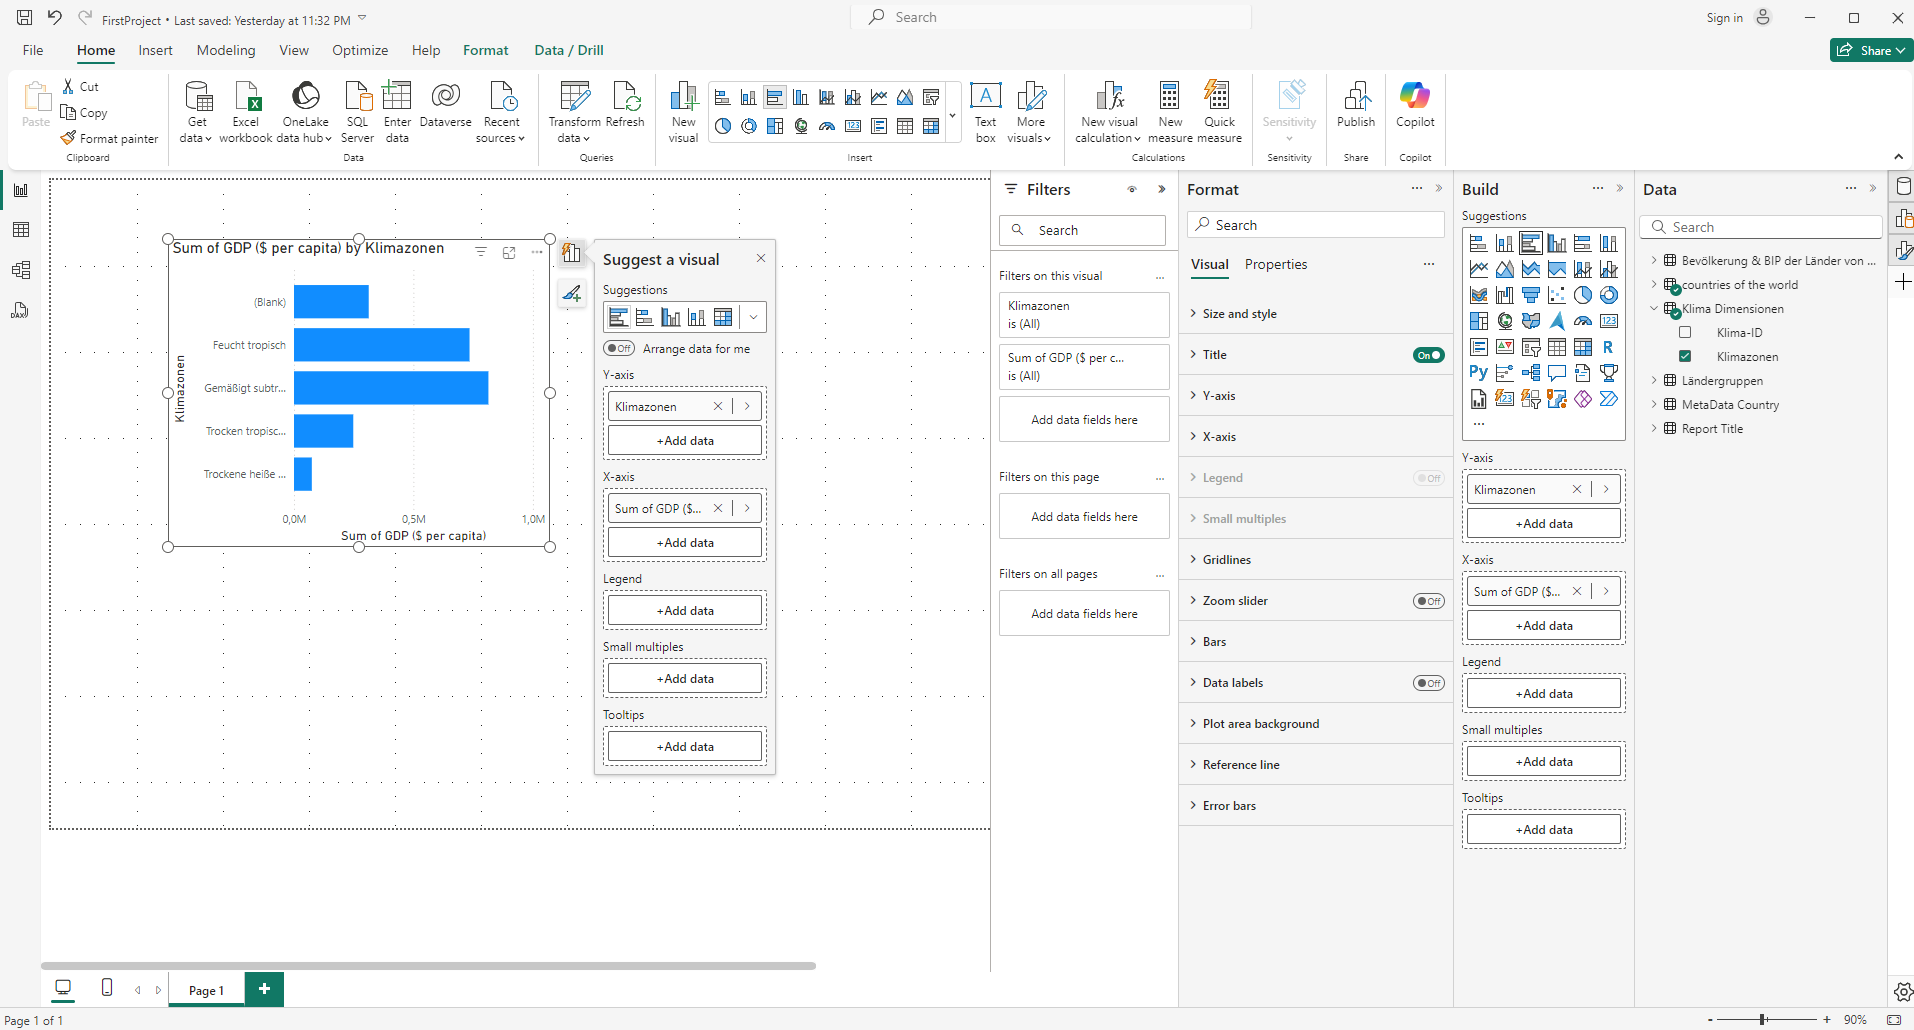 FirstProject • Last saved: Yesterday at 11:32 PM
Search
Sign in
File Home Insert Modeling View Optimize Help Format Data / Drill
Share
Paste
Cut
Copy
Format painter
Clipboard
Get data
Excel workbook
OneLake data hub
SQL Server
Enter data
Dataverse
Recent sources
Data
Transform data
Refresh
Queries
New visual
Text box
More visuals
Insert
New visual calculation
New measure
Quick measure
Calculations
Sensitivity
Sensitivity
Publish
Share
Copilot
Copilot
Sum of GDP ($ per capita) by Klimazonen
Klimazonen
(Blank)
Feucht tropisch
Gemäßigt subtr...
Trocken tropisc...
Trockene heiße ...
0,0M 0,5M 1,0M
Sum of GDP ($ per capita)
Suggest a visual
Suggestions
Off Arrange data for me
Y-axis
Klimazonen
+Add data
X-axis
Sum of GDP ($...
+Add data
Legend
+Add data
Small multiples
+Add data
Tooltips
+Add data
Filters
Search
Filters on this visual
Klimazonen
is (All)
Sum of GDP ($ per c...
is (All)
Add data fields here
Filters on this page
Add data fields here
Filters on all pages
Add data fields here
Format
Search
Visual Properties
Size and style
Title On
Y-axis
X-axis
Legend Off
Small multiples
Gridlines
Zoom slider Off
Bars
Data labels Off
Plot area background
Reference line
Error bars
Build
Suggestions
123
R
Py
123
...
Y-axis
Klimazonen
+Add data
X-axis
Sum of GDP ($...
+Add data
Legend
+Add data
Small multiples
+Add data
Tooltips
+Add data
Data
Search
Bevölkerung & BIP der Länder von ...
countries of the world
Klima Dimensionen
Klima-ID
Klimazonen
Ländergruppen
MetaData Country
Report Title
DAX
Page 1
Page 1 of 1
- + 90%